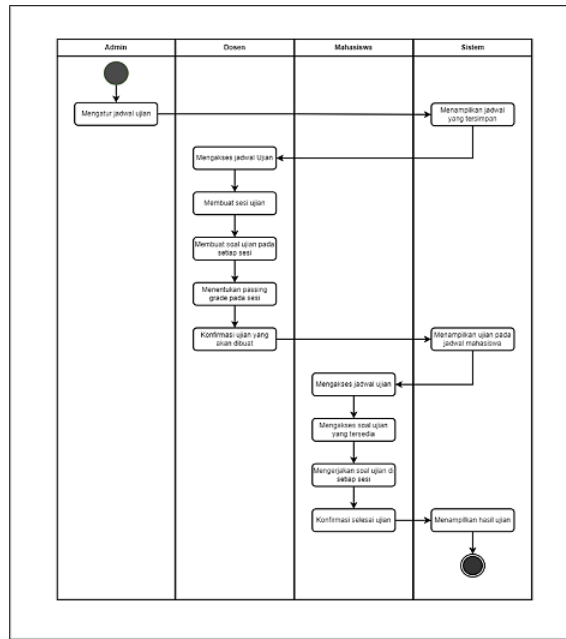 Admin
Dosen
Mahasiswa
Sistem
Mengatur jadwal ujian
Menampilkan jadwal
yang tersimpan
Mengakses jadwal Ujian
Membuat sesi ujian
Membuat soal ujian pada
setiap sesi
Menentukan passing
grade pada sesi
Konfirmasi ujian yang
akan dibuat
Menampilkan ujian pada
jadwal mahasiswa
Mengakses jadwal ujian
Mengakses soal ujian
yang tersedia
Mengerjakan soal ujian di
setiap sesi
Konfirmasi selesai ujian
Menampilkan hasil ujian